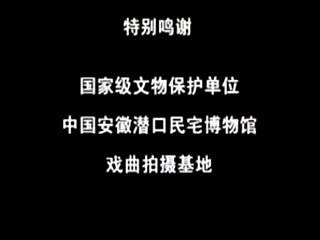 特别鸣谢
国家级文物保护单位
中国安徽潜口民宅博物馆
戏曲拍摄基地